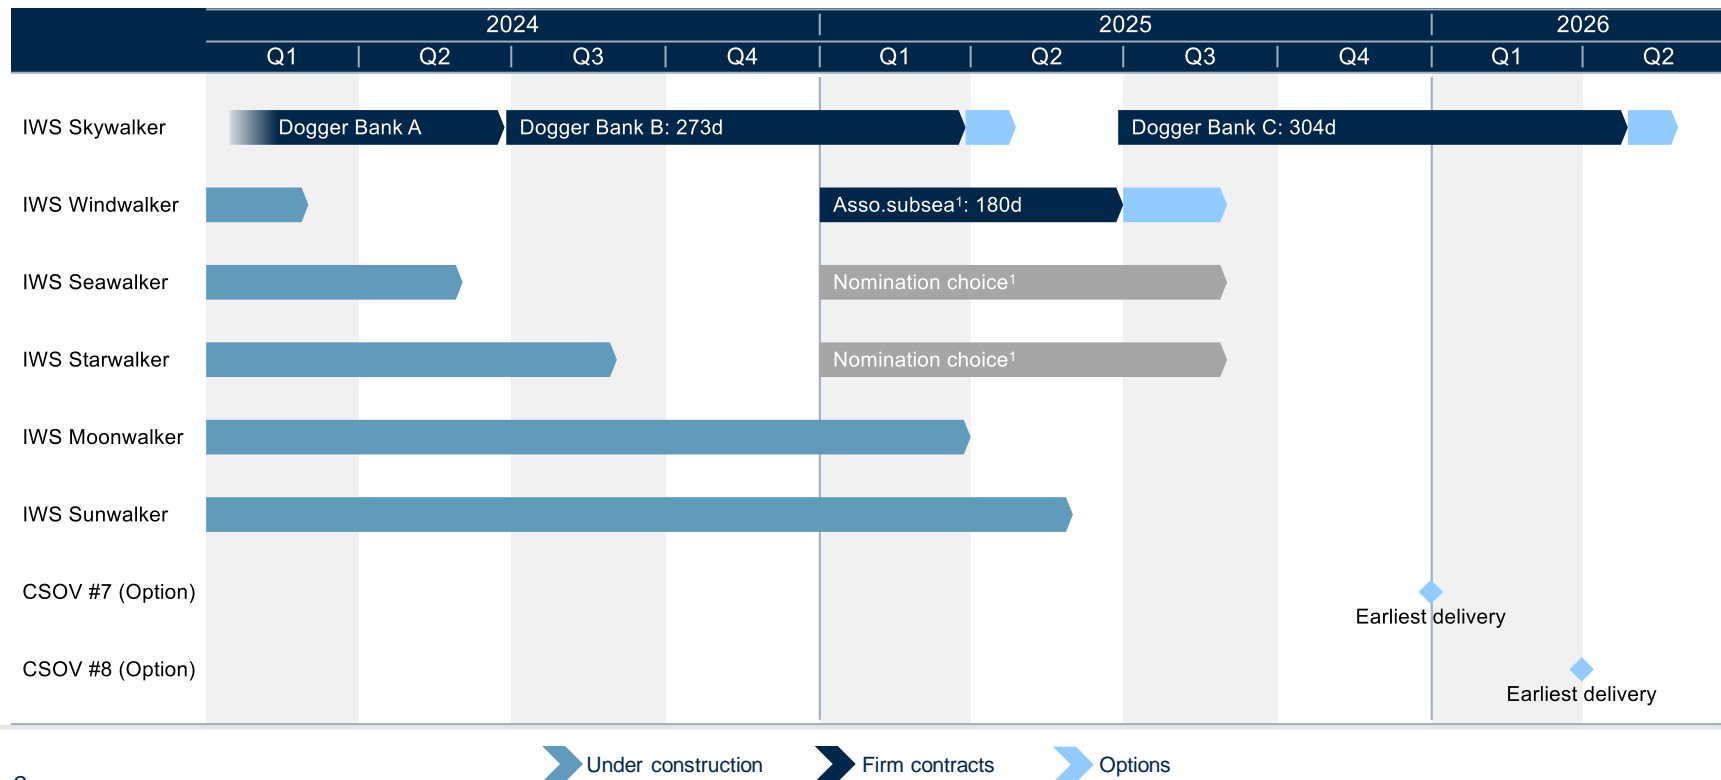 2024 2025 2026
Q1 Q2 Q3 Q4 Q1 Q2 Q3 Q4 Q1 Q2
IWS Skywalker Dogger Bank A Dogger Bank B: 273d Dogger Bank C: 304d
IWS Windwalker Asso.subsea¹: 180d
IWS Seawalker Nomination choice¹
IWS Starwalker Nomination choice¹
IWS Moonwalker
IWS Sunwalker
CSOV #7 (Option)
Earliest delivery
CSOV #8 (Option)
Earliest delivery
Under construction Firm contracts Options